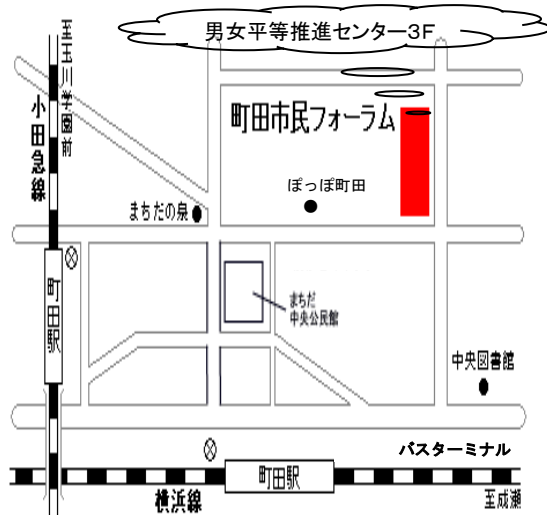 男女平等推進センター3F
至玉川学園前
小田急線
町田市民フォーラム
ぽっぽ町田
まちだの泉
町田駅
まちだ
中央公民館
中央図書館
バスターミナル
町田駅
横浜線
至成瀬